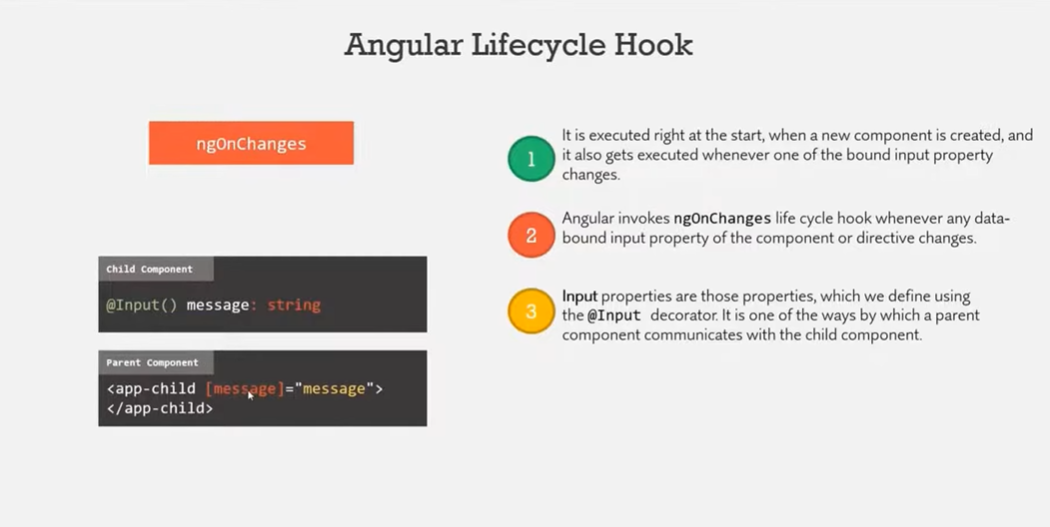 Angular Lifecycle Hook
ngOnChanges
1
It is executed right at the start, when a new component is created, and
it also gets executed whenever one of the bound input property
changes.
2
Angular invokes ngOnChanges life cycle hook whenever any data-
bound input property of the component or directive changes.
3
Input properties are those properties, which we define using
the @Input decorator. It is one of the ways by which a parent
component communicates with the child component.
Child Component
@Input() message: string
Parent Component
<app-child [message]="message">
</app-child>